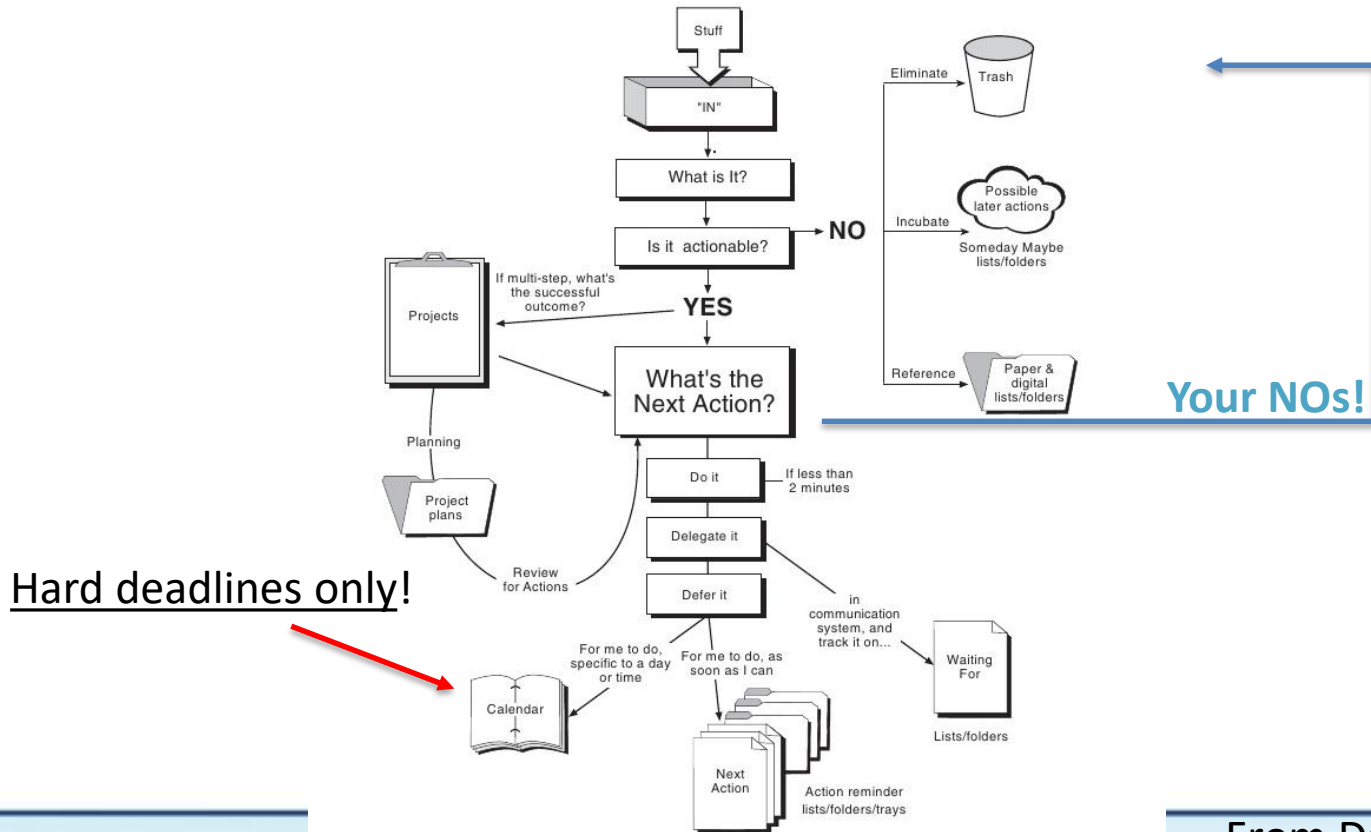 Stuff
"IN"
What is It?
Is it actionable?
NO
Eliminate
Trash
Incubate
Possible
later actions
Someday Maybe
lists/folders
Reference
Paper &
digital
lists/folders
Your NOs!
YES
If multi-step, what's
the successful
outcome?
Projects
What's the
Next Action?
Planning
Project
plans
Review
for Actions
Do it
If less than
2 minutes
Delegate it
in
communication
system, and
track it on...
Waiting
For
Lists/folders
Defer it
Hard deadlines only!
For me to do,
specific to a day
or time
Calendar
For me to do, as
soon as I can
Next
Action
Action reminder
lists/folders/trays
From